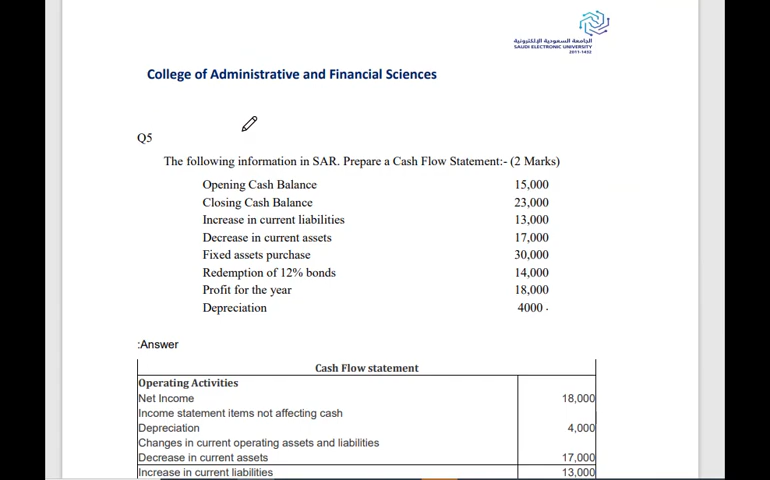 الجامعة السعودية الإلكترونية
SAUDI ELECTRONIC UNIVERSITY
2011-1432
College of Administrative and Financial Sciences
Q5
The following information in SAR. Prepare a Cash Flow Statement:- (2 Marks)
Opening Cash Balance 15,000
Closing Cash Balance 23,000
Increase in current liabilities 13,000
Decrease in current assets 17,000
Fixed assets purchase 30,000
Redemption of 12% bonds 14,000
Profit for the year 18,000
Depreciation 4000 .
:Answer
Cash Flow statement
Operating Activities
Net Income 18,000
Income statement items not affecting cash
Depreciation 4,000
Changes in current operating assets and liabilities
Decrease in current assets 17,000
Increase in current liabilities 13,000